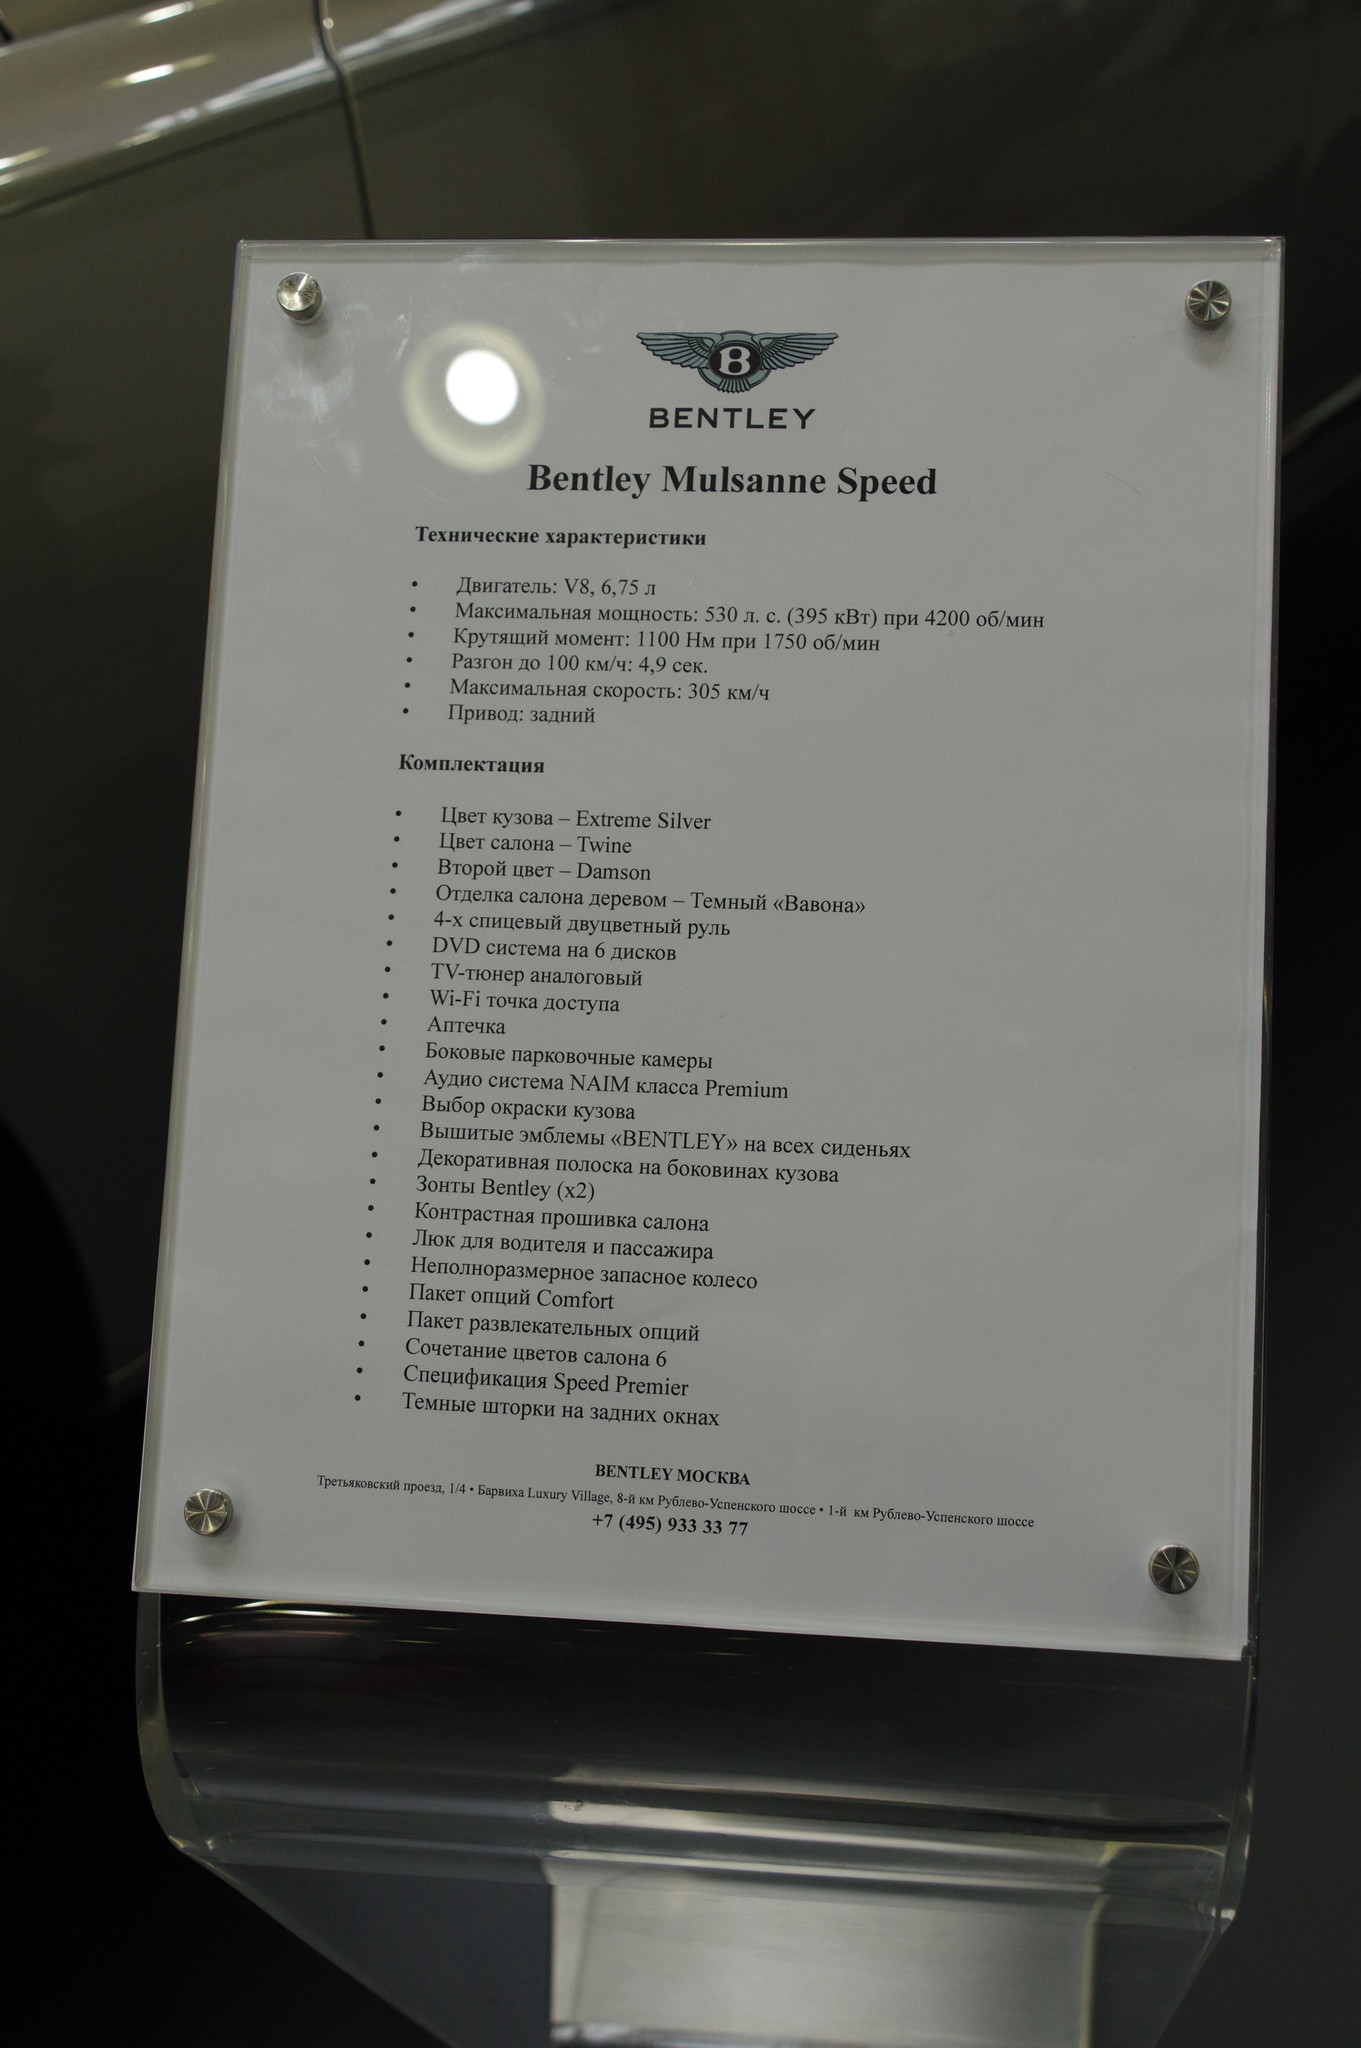 B
BENTLEY
Bentley Mulsanne Speed
Технические характеристики
• Двигатель: V8, 6,75 л
• Максимальная мощность: 530 л. с. (395 кВт) при 4200 об/мин
• Крутящий момент: 1100 Нм при 1750 об/мин
• Разгон до 100 км/ч: 4,9 сек.
• Максимальная скорость: 305 км/ч
• Привод: задний
Комплектация
• Цвет кузова – Extreme Silver
• Цвет салона – Twine
• Второй цвет – Damson
• Отделка салона деревом – Темный «Вавона»
• 4-х спицевый двуцветный руль
• DVD система на 6 дисков
• TV-тюнер аналоговый
• Wi-Fi точка доступа
• Аптечка
• Боковые парковочные камеры
• Аудио система NAIM класса Premium
• Выбор окраски кузова
• Вышитые эмблемы «BENTLEY» на всех сиденьях
• Декоративная полоска на боковинах кузова
• Зонты Bentley (x2)
• Контрастная прошивка салона
• Люк для водителя и пассажира
• Неполноразмерное запасное колесо
• Пакет опций Comfort
• Пакет развлекательных опций
• Сочетание цветов салона 6
• Спецификация Speed Premier
• Темные шторки на задних окнах
BENTLEY МОСКВА
Третьяковский проезд, 1/4 • Барвиха Luxury Village, 8-й км Рублево-Успенского шоссе • 1-й км Рублево-Успенского шоссе
+7 (495) 933 33 77